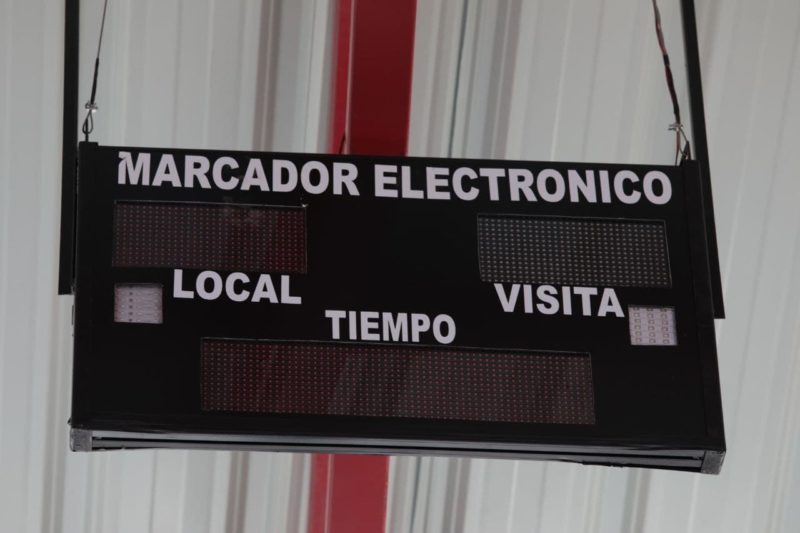 MARCADOR ELECTRONICO
LOCAL
VISITA
TIEMPO